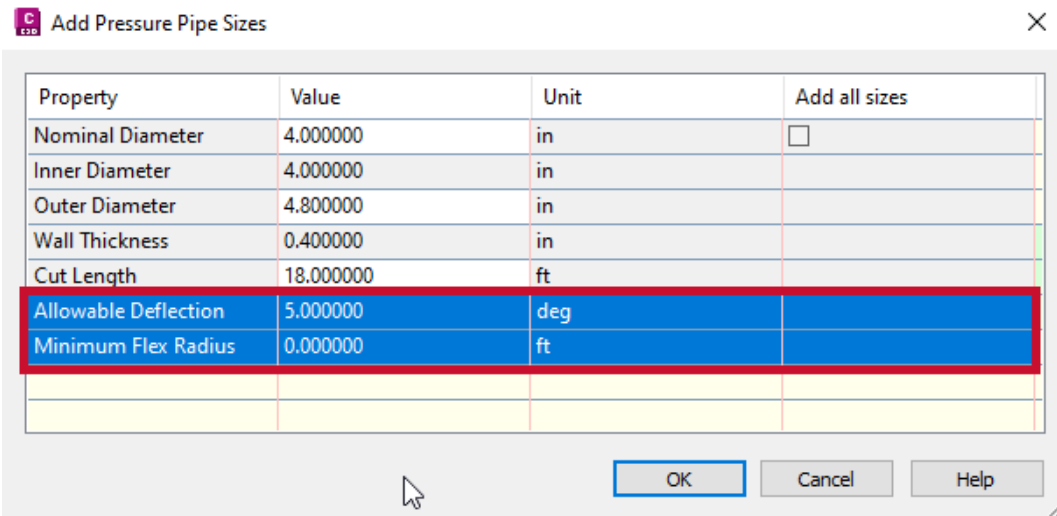 C
C3D
Add Pressure Pipe Sizes
Property Value Unit Add all sizes
Nominal Diameter 4.000000 in
Inner Diameter 4.000000 in
Outer Diameter 4.800000 in
Wall Thickness 0.400000 in
Cut Length 18.000000 ft
Allowable Deflection 5.000000 deg
Minimum Flex Radius 0.000000 ft
OK Cancel Help